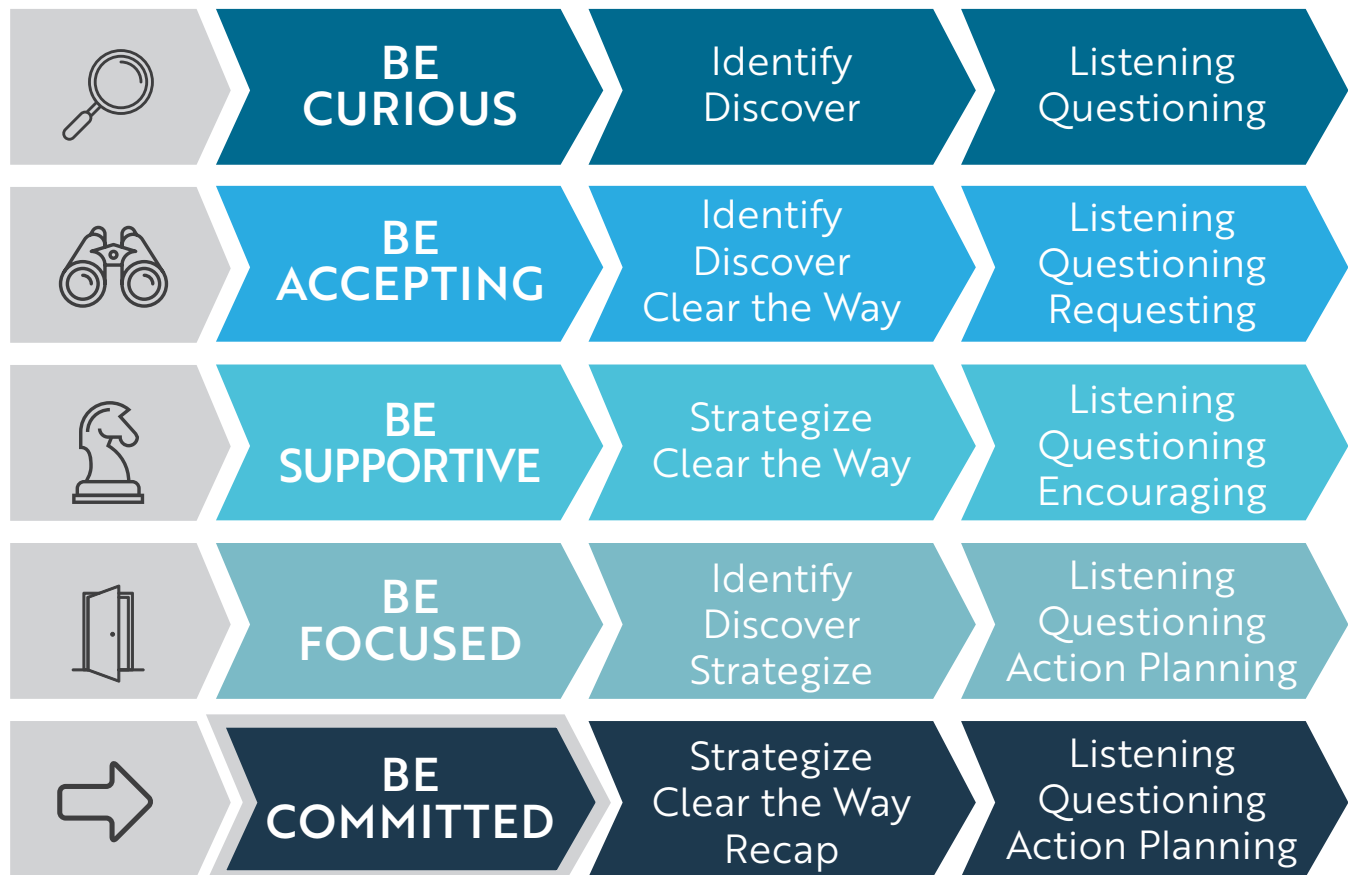 BE
CURIOUS
Identify
Discover
Listening
Questioning
BE
ACCEPTING
Identify
Discover
Clear the Way
Listening
Questioning
Requesting
BE
SUPPORTIVE
Strategize
Clear the Way
Listening
Questioning
Encouraging
BE
FOCUSED
Identify
Discover
Strategize
Listening
Questioning
Action Planning
BE
COMMITTED
Strategize
Clear the Way
Recap
Listening
Questioning
Action Planning